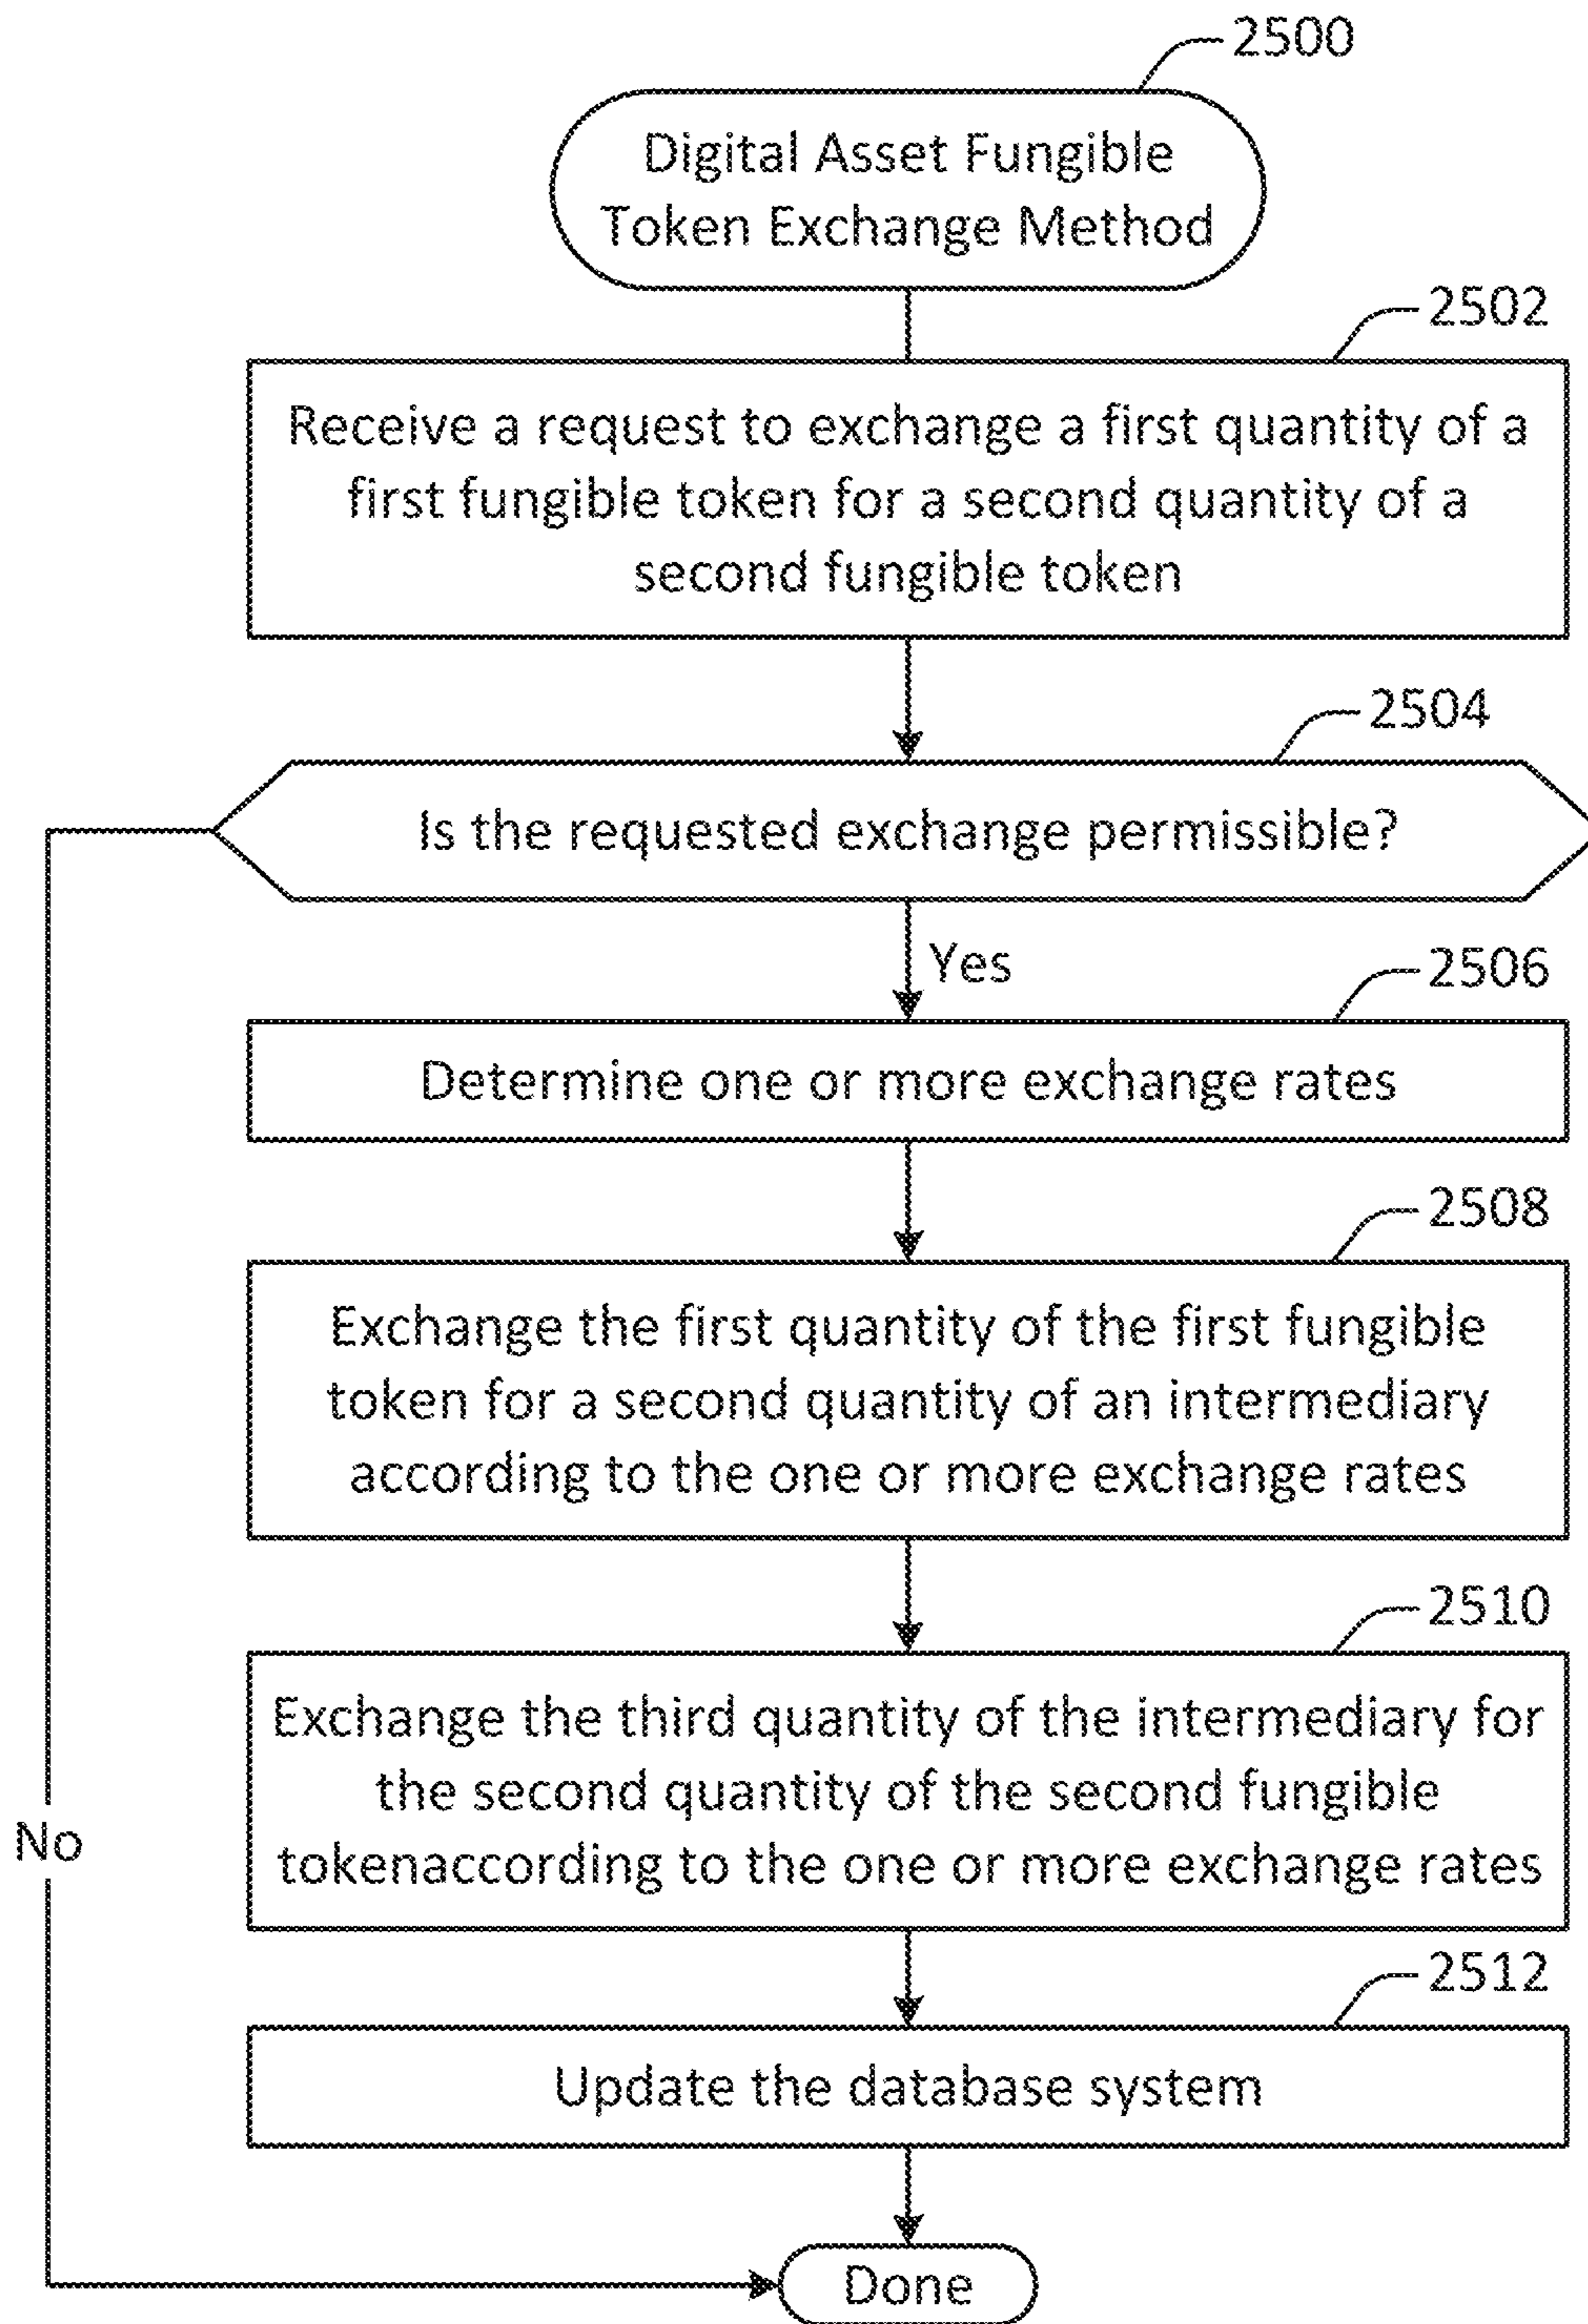 2500
Digital Asset Fungible
Token Exchange Method
2502
Receive a request to exchange a first quantity of a
first fungible token for a second quantity of a
second fungible token
2504
Is the requested exchange permissible?
Yes
2506
Determine one or more exchange rates
2508
Exchange the first quantity of the first fungible
token for a second quantity of an intermediary
according to the one or more exchange rates
2510
Exchange the third quantity of the intermediary for
the second quantity of the second fungible
tokenaccording to the one or more exchange rates
No
2512
Update the database system
Done